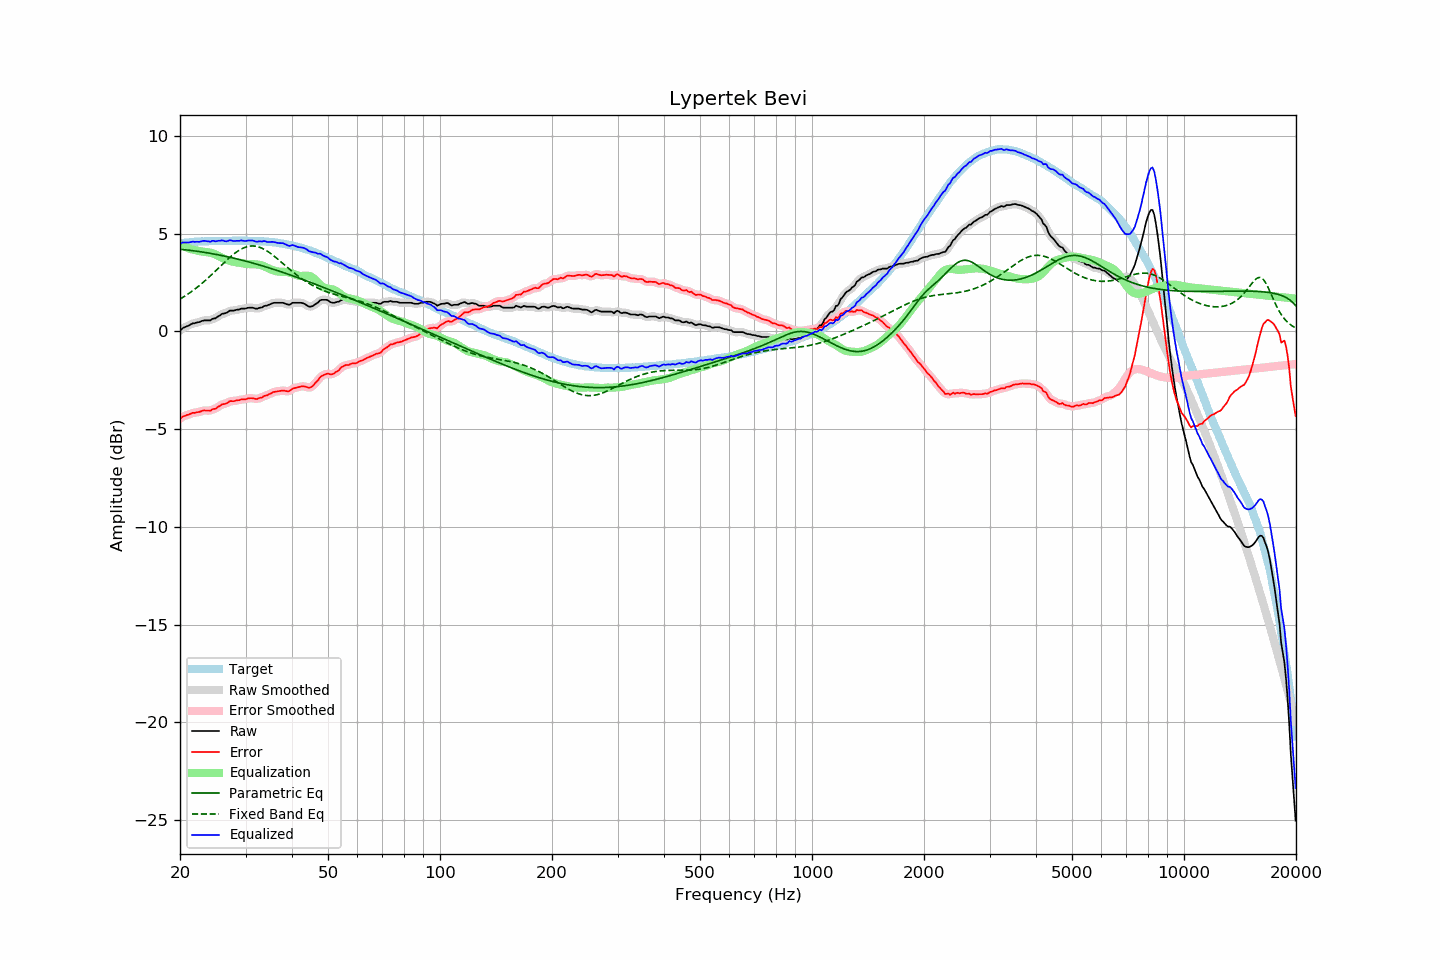 Lypertek Bevi
Amplitude (dBr)
10
5
0
−5
−10
−15
−20
−25
Target
Raw Smoothed
Error Smoothed
Raw
Error
Equalization
Parametric Eq
Fixed Band Eq
Equalized
20 50 100 200 500 1000 2000 5000 10000 20000
Frequency (Hz)